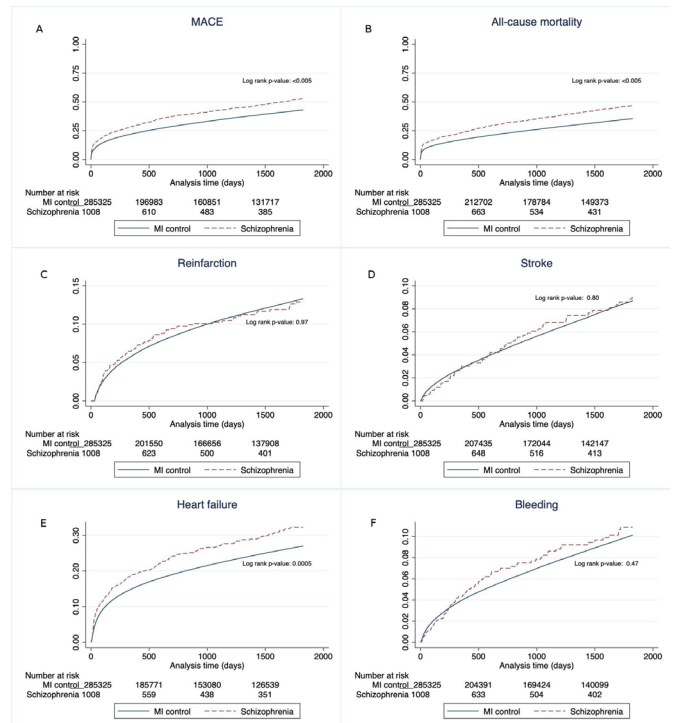 A
MACE
1.00
0.75
0.50
0.25
0.00
Log rank p-value: <0.005
0 500 1000 1500 2000
Analysis time (days)
Number at risk
MI control 285325 196983 160851 131717
Schizophrenia 1008 610 483 385
MI control Schizophrenia
B
All-cause mortality
1.00
0.75
0.50
0.25
0.00
Log rank p-value: <0.005
0 500 1000 1500 2000
Analysis time (days)
Number at risk
MI control 285325 212702 178784 149373
Schizophrenia 1008 663 534 431
MI control Schizophrenia
C
Reinfarction
0.15
0.10
0.05
0.00
Log rank p-value: 0.97
0 500 1000 1500 2000
Analysis time (days)
Number at risk
MI control 285325 201550 166656 137908
Schizophrenia 1008 623 500 401
MI control Schizophrenia
D
Stroke
0.10
0.08
0.06
0.04
0.02
0.00
Log rank p-value: 0.80
0 500 1000 1500 2000
Analysis time (days)
Number at risk
MI control 285325 207435 172044 142147
Schizophrenia 1008 648 516 413
MI control Schizophrenia
E
Heart failure
0.30
0.20
0.10
0.00
Log rank p-value: 0.0005
0 500 1000 1500 2000
Analysis time (days)
Number at risk
MI control 285325 185771 153080 126539
Schizophrenia 1008 559 438 351
MI control Schizophrenia
F
Bleeding
0.10
0.08
0.06
0.04
0.02
0.00
Log rank p-value: 0.47
0 500 1000 1500 2000
Analysis time (days)
Number at risk
MI control 285325 204391 169424 140099
Schizophrenia 1008 633 504 402
MI control Schizophrenia